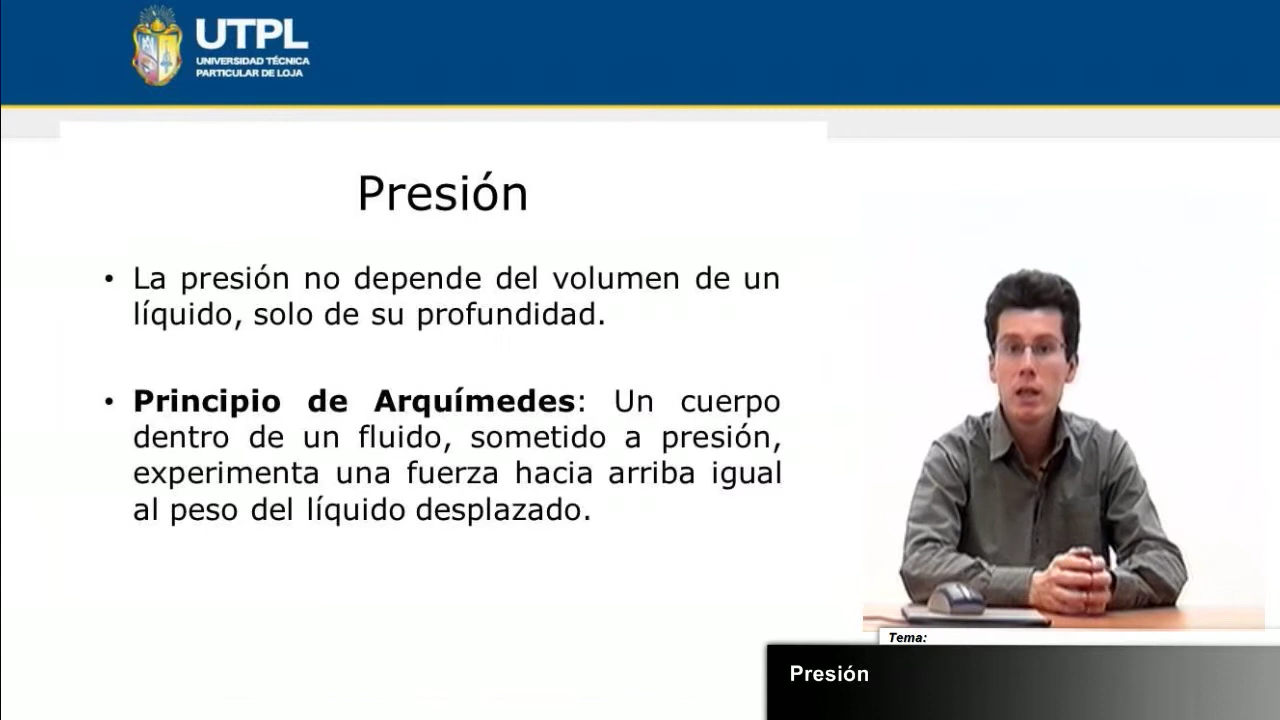 UTPL
UNIVERSIDAD TÉCNICA
PARTICULAR DE LOJA
Presión
• La presión no depende del volumen de un
líquido, solo de su profundidad.
• Principio de Arquímedes: Un cuerpo
dentro de un fluido, sometido a presión,
experimenta una fuerza hacia arriba igual
al peso del líquido desplazado.
Tema:
Presión